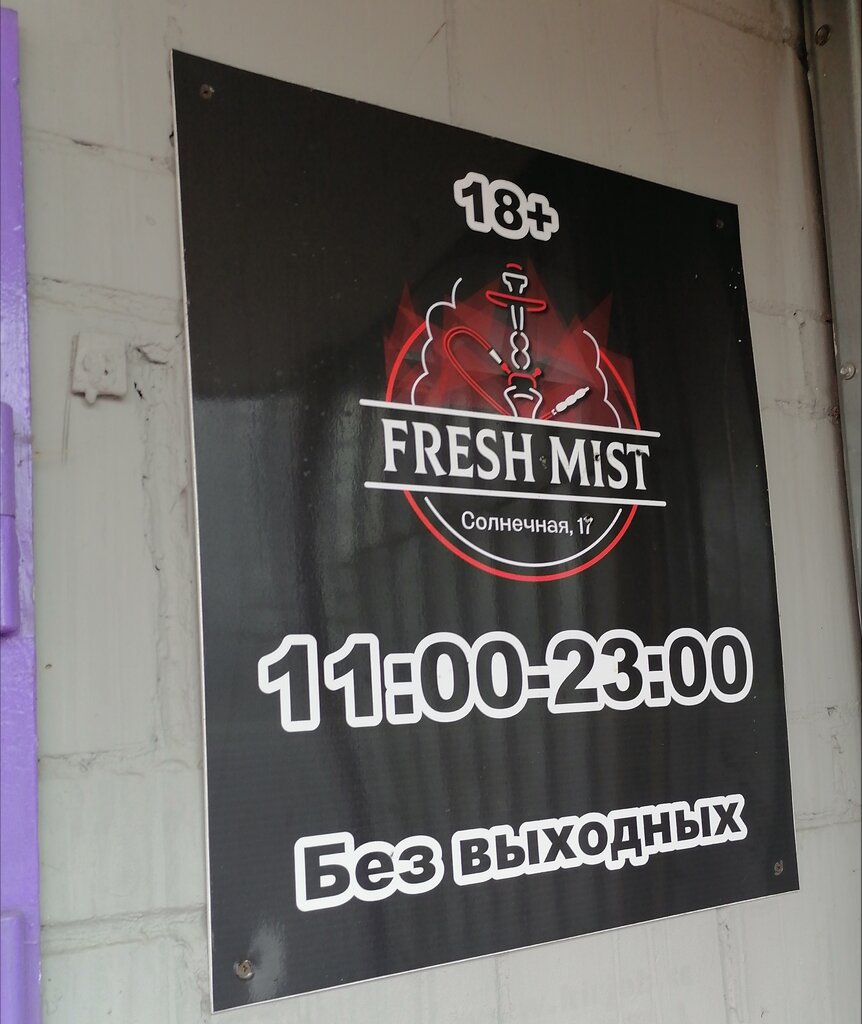 18+
FRESH MIST
Солнечная, 17
11:00-23:00
Без выходных